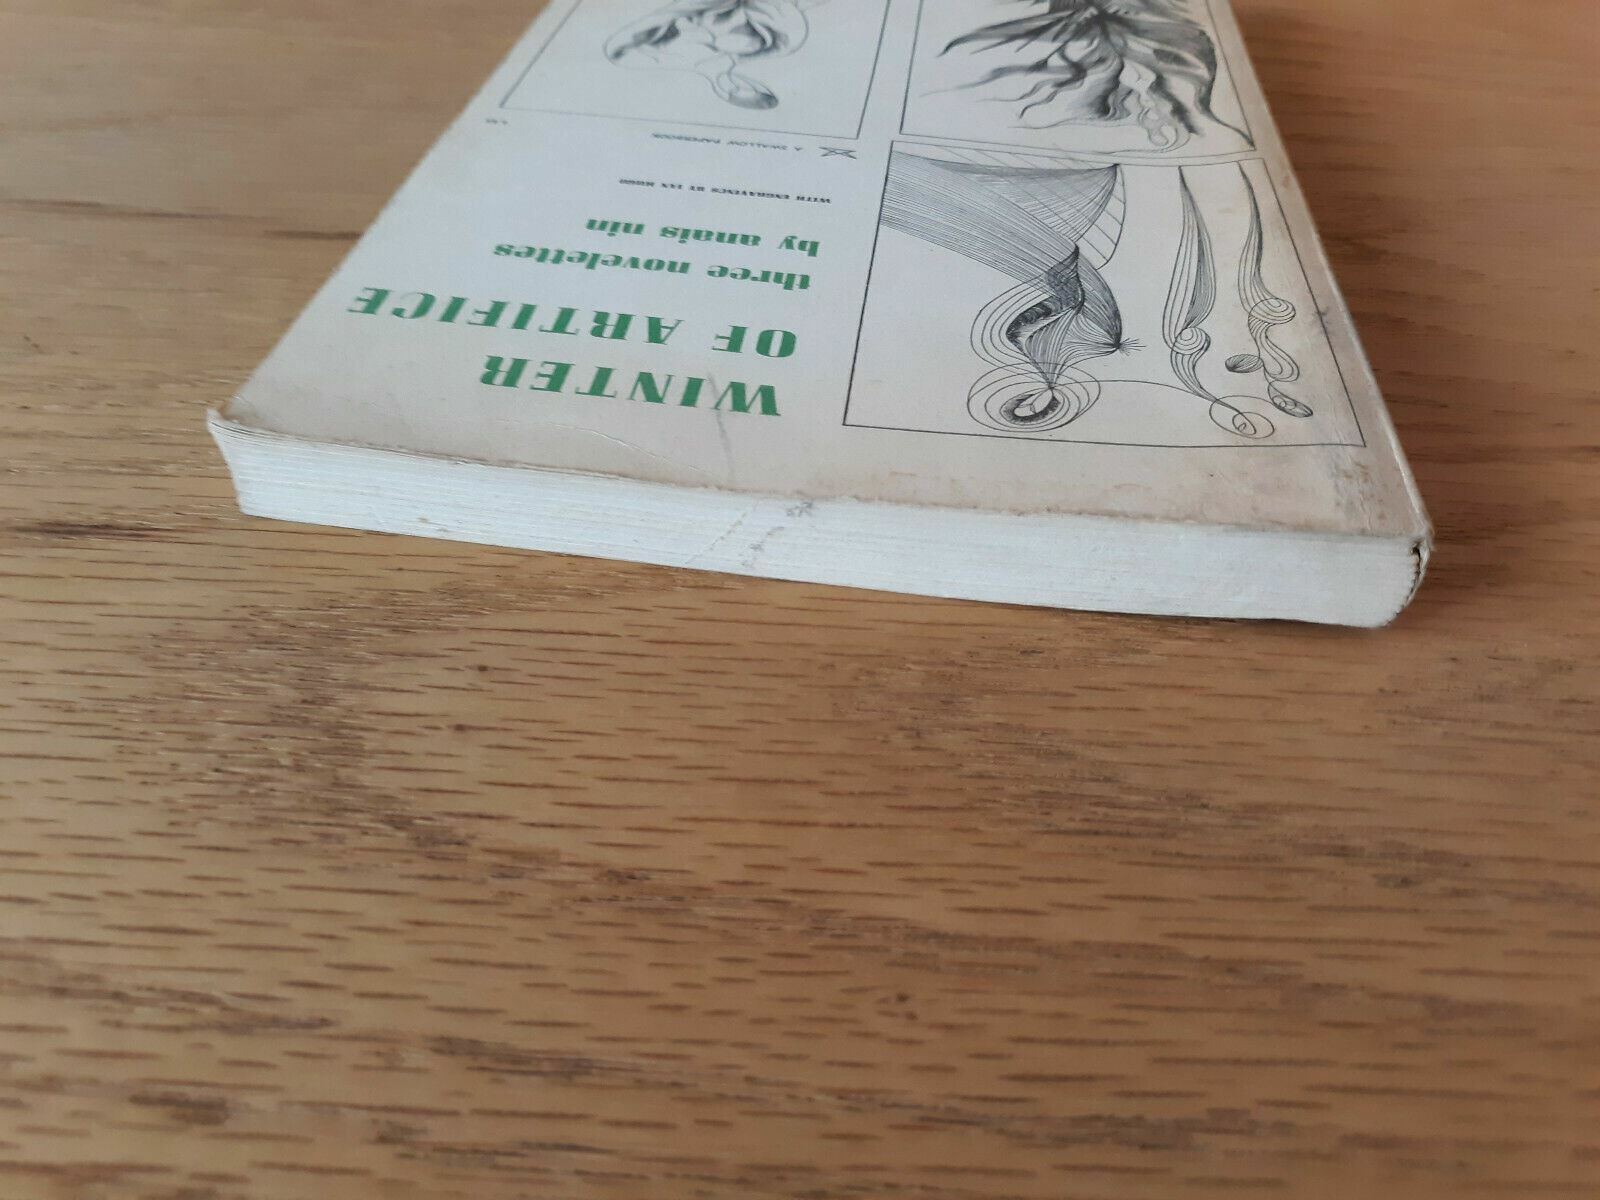 WINTER
OF ARTIFICE
three novelettes
by anais nin
WITH ENGRAVINGS BY IAN HUGO
A SWALLOW PAPERBOOK